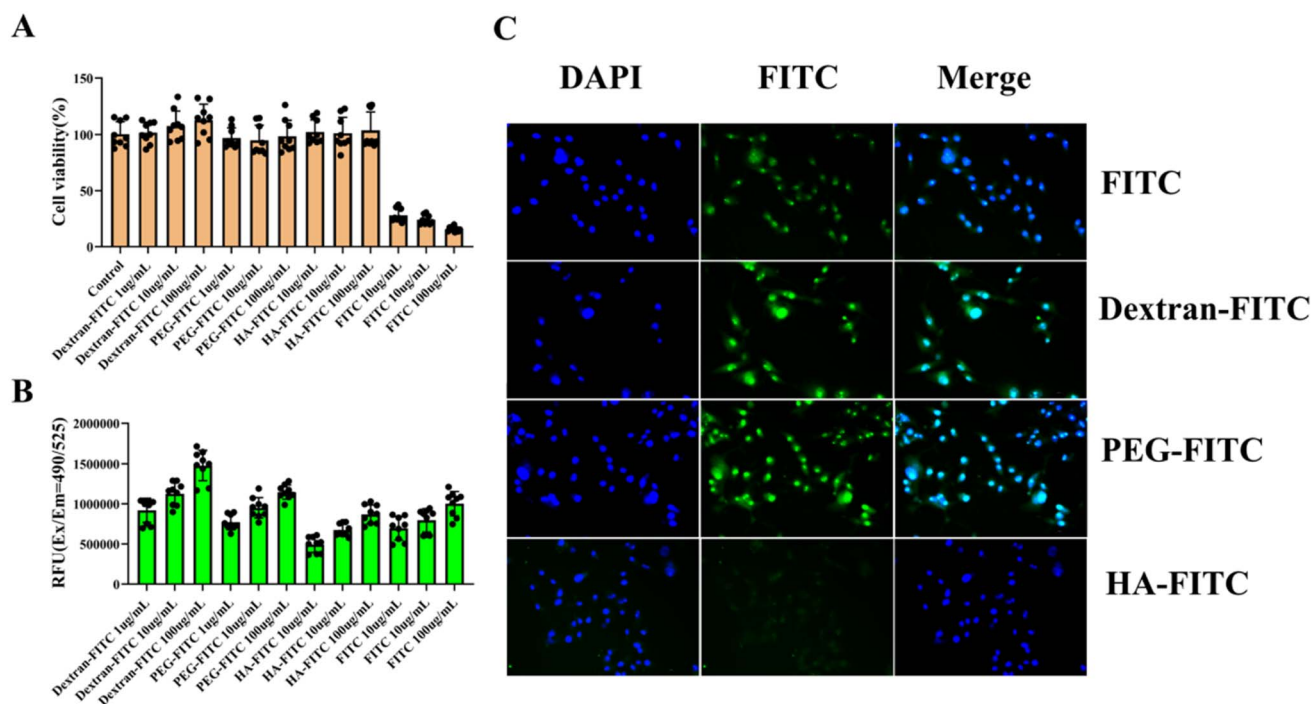 A
Cell viability(%)
150
100
50
0
Control
Dextran-FITC 1ug/mL
Dextran-FITC 10ug/mL
Dextran-FITC 100ug/mL
PEG-FITC 1ug/mL
PEG-FITC 10ug/mL
PEG-FITC 100ug/mL
HA-FITC 10ug/mL
HA-FITC 10ug/mL
HA-FITC 100ug/mL
FITC 10ug/mL
FITC 10ug/mL
FITC 100ug/mL
B
RFU(Ex/Em=490/525)
2000000
1500000
1000000
500000
0
Dextran-FITC 1ug/mL
Dextran-FITC 10ug/mL
Dextran-FITC 100ug/mL
PEG-FITC 1ug/mL
PEG-FITC 10ug/mL
PEG-FITC 100ug/mL
HA-FITC 10ug/mL
HA-FITC 10ug/mL
HA-FITC 100ug/mL
FITC 10ug/mL
FITC 10ug/mL
FITC 100ug/mL
C
DAPI FITC Merge
FITC
Dextran-FITC
PEG-FITC
HA-FITC